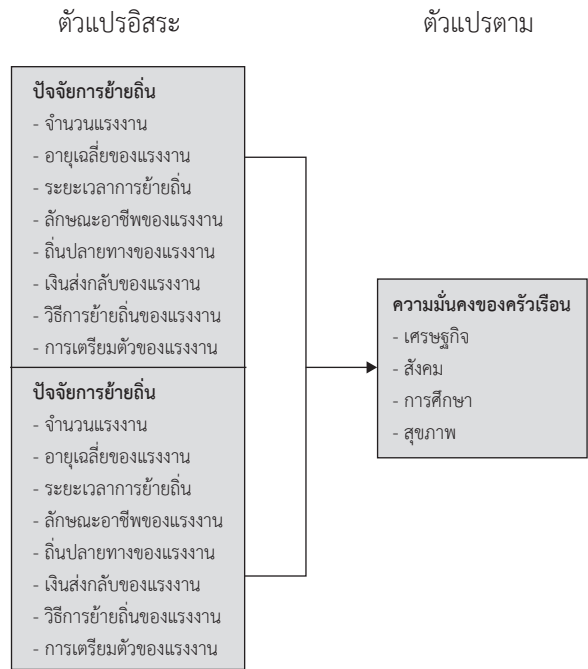 ตัวแปรอิสระ
ตัวแปรตาม
ปัจจัยการย้ายถิ่น
- จำนวนแรงงาน
- อายุเฉลี่ยของแรงงาน
- ระยะเวลาการย้ายถิ่น
- ลักษณะอาชีพของแรงงาน
- ถิ่นปลายทางของแรงงาน
- เงินส่งกลับของแรงงาน
- วิธีการย้ายถิ่นของแรงงาน
- การเตรียมตัวของแรงงาน
ปัจจัยการย้ายถิ่น
- จำนวนแรงงาน
- อายุเฉลี่ยของแรงงาน
- ระยะเวลาการย้ายถิ่น
- ลักษณะอาชีพของแรงงาน
- ถิ่นปลายทางของแรงงาน
- เงินส่งกลับของแรงงาน
- วิธีการย้ายถิ่นของแรงงาน
- การเตรียมตัวของแรงงาน
ความมั่นคงของครัวเรือน
- เศรษฐกิจ
- สังคม
- การศึกษา
- สุขภาพ